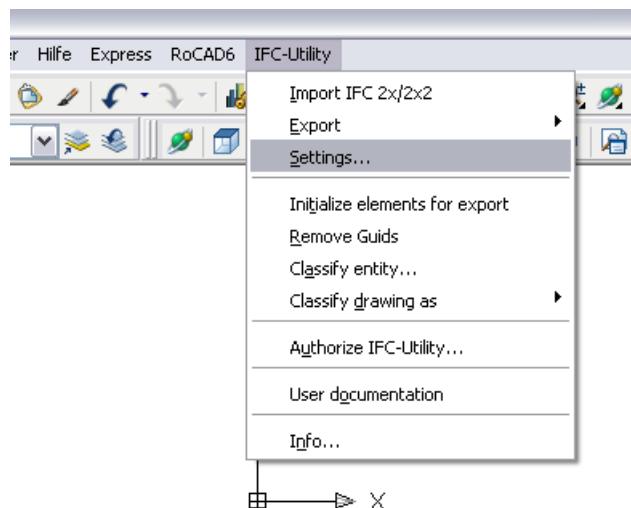 Hilfe Express RoCAD6 IFC-Utility
Import IFC 2x/2x2
Export
Settings...
Initialize elements for export
Remove Guids
Classify entity...
Classify drawing as
Authorize IFC-Utility...
User documentation
Info...
X